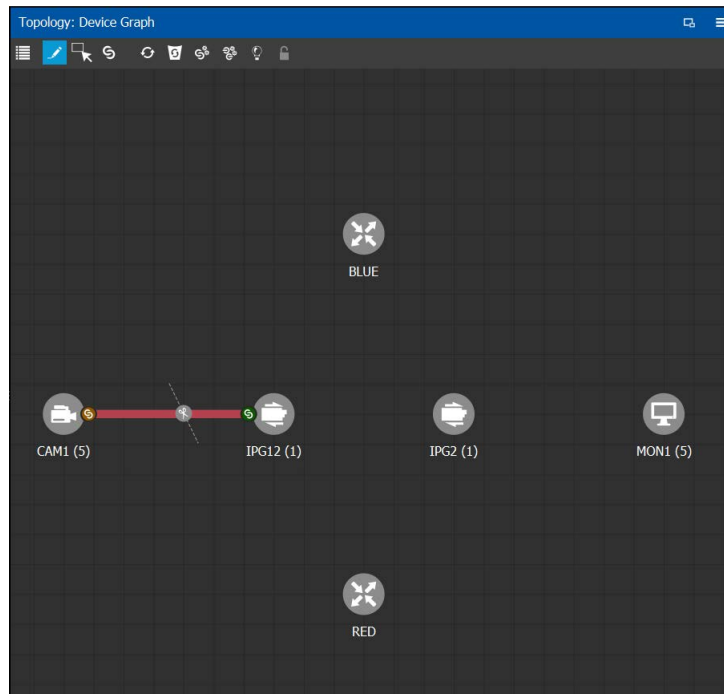 Topology: Device Graph
BLUE
CAM1 (5)
IPG12 (1)
IPG2 (1)
MON1 (5)
RED